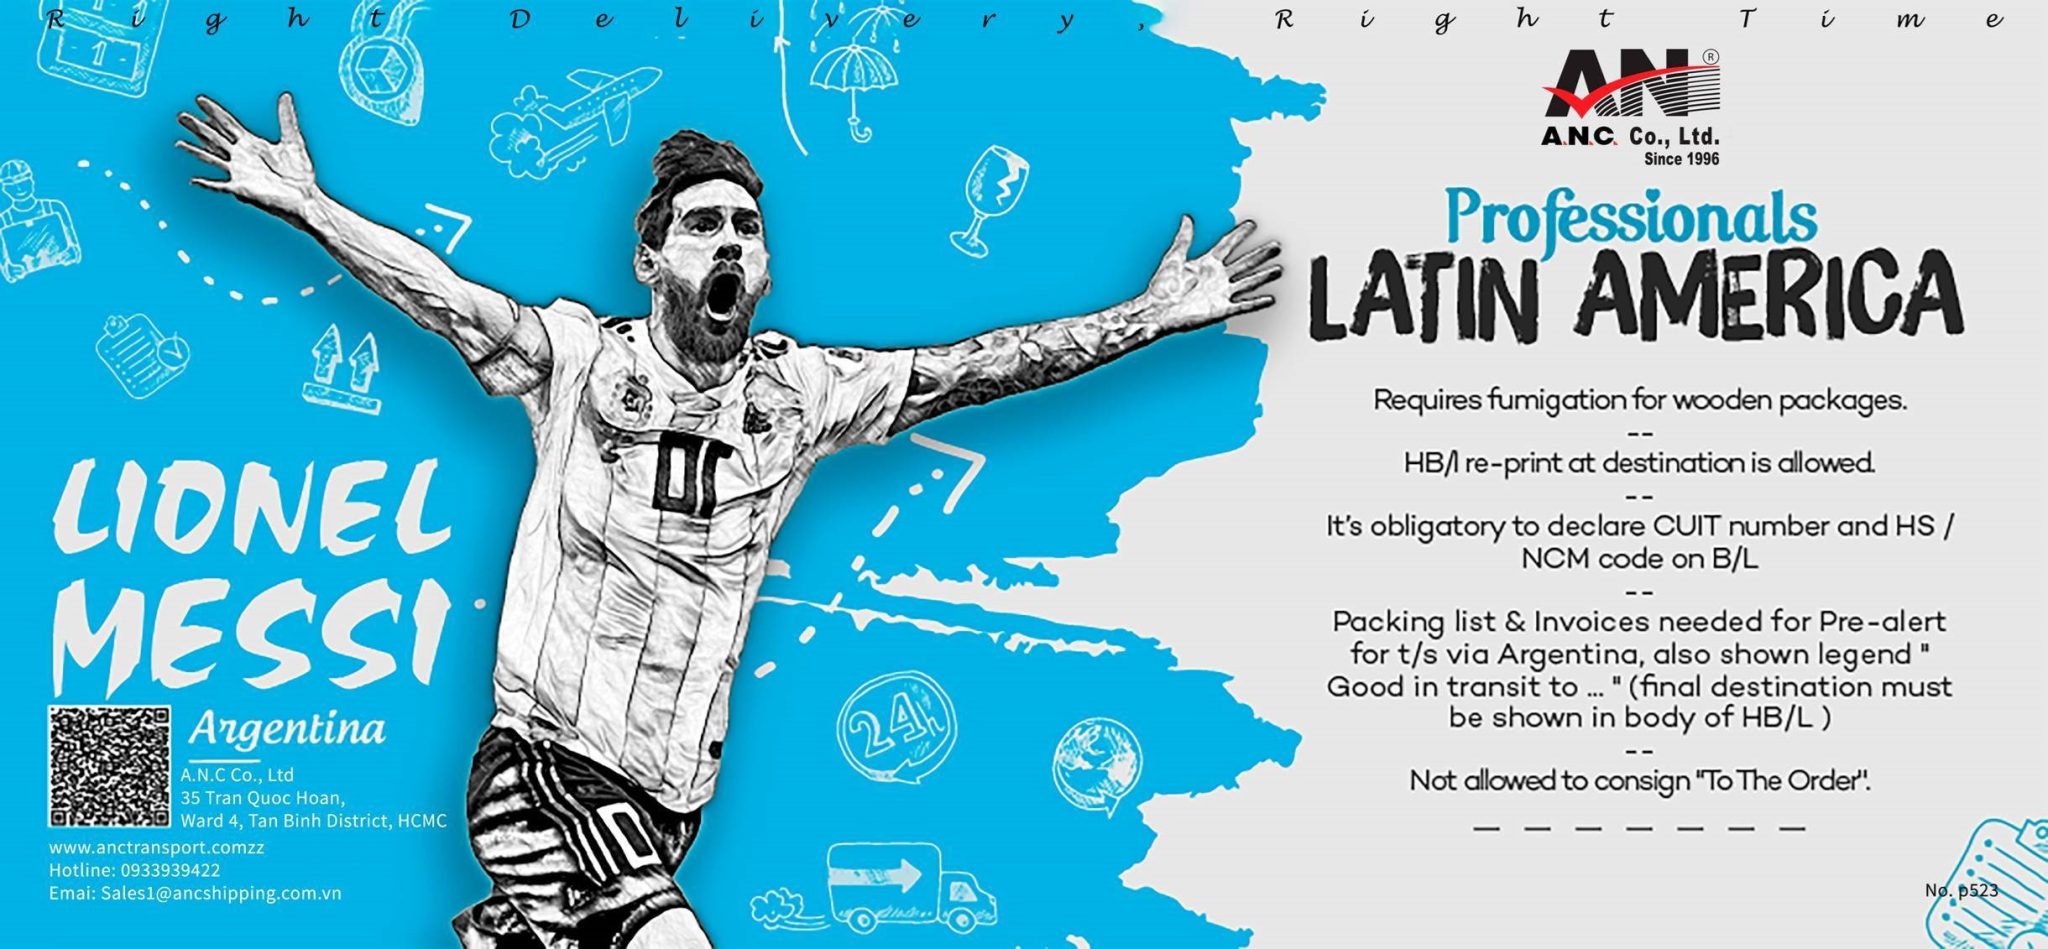 Right Delivery, Right Time
AN®
A.N.C. Co., Ltd.
Since 1996
Professionals
LATIN AMERICA
Requires fumigation for wooden packages.
--
HB/l re-print at destination is allowed.
--
It's obligatory to declare CUIT number and HS /
NCM code on B/L
--
Packing list & Invoices needed for Pre-alert
for t/s via Argentina, also shown legend "
Good in transit to ... " (final destination must
be shown in body of HB/L )
--
Not allowed to consign "To The Order".
LIONEL
MESSI
Argentina
A.N.C Co., Ltd
35 Tran Quoc Hoan,
Ward 4, Tan Binh District, HCMC
www.anctransport.comzz
Hotline: 0933939422
Emai: Sales1@ancshipping.com.vn
1
1
10
10
24h
No. p523